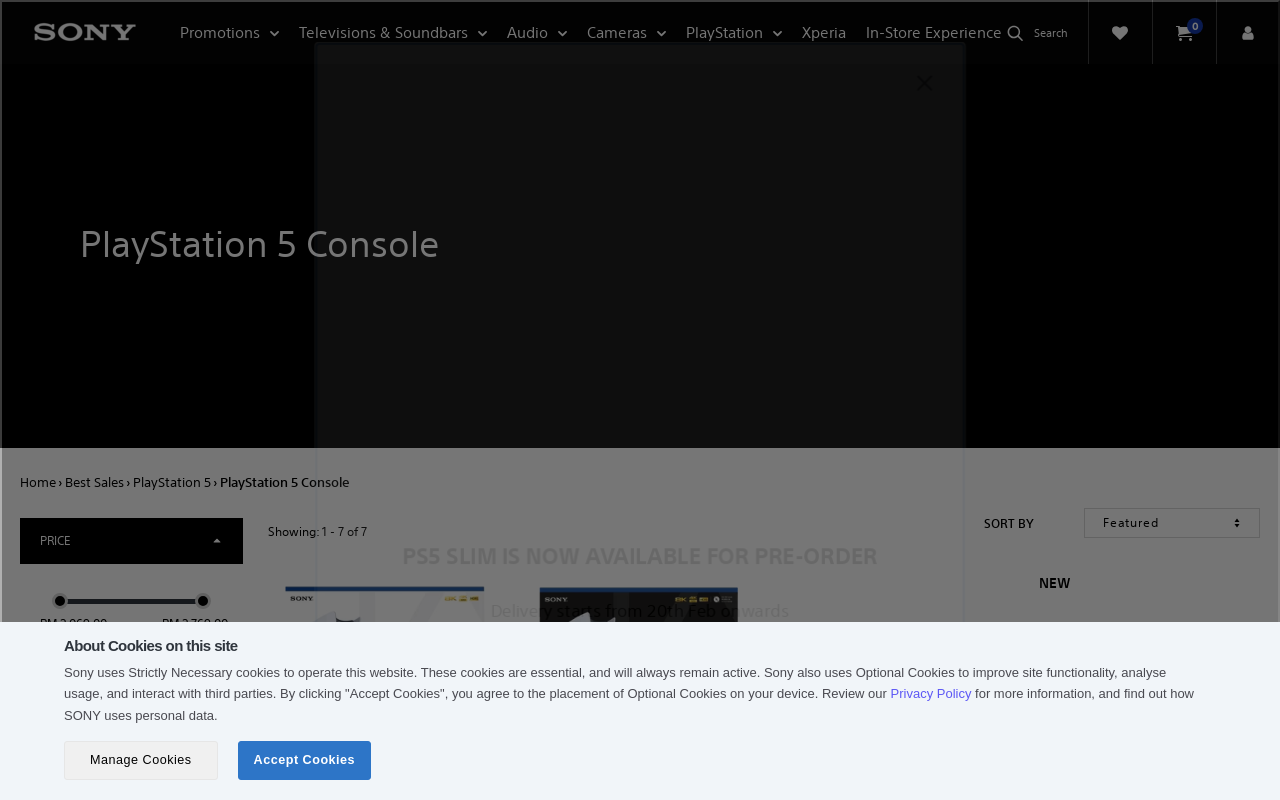 SONY Promotions Televisions & Soundbars Audio Cameras PlayStation Xperia In-Store Experience Search 0
PlayStation 5 Console
Home › Best Sales › PlayStation 5 › PlayStation 5 Console
PRICE
Showing: 1 - 7 of 7
SORT BY Featured
PS5 SLIM IS NOW AVAILABLE FOR PRE-ORDER
NEW
SONY
SONY
Delivery starts from 20th Feb onwards
About Cookies on this site
Sony uses Strictly Necessary cookies to operate this website. These cookies are essential, and will always remain active. Sony also uses Optional Cookies to improve site functionality, analyse
usage, and interact with third parties. By clicking "Accept Cookies", you agree to the placement of Optional Cookies on your device. Review our Privacy Policy for more information, and find out how
SONY uses personal data.
Manage Cookies Accept Cookies